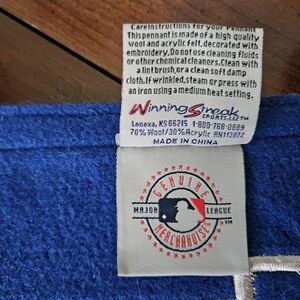 Care Instructions for your Pennant
This pennant is made of a high quality
wool and acrylic felt, decorated with
embroidery. Do not use cleaning fluids
or other chemical cleaners. Clean with
a lint brush, or a clean soft damp
cloth. If wrinkled, steam or press with
an iron using a medium heat setting.
Winning Streak
SPORTS, LLC™
Lenexa, KS 66215 1-800-768-0889
70% Wool/30% Acrylic RN113972
MADE IN CHINA
GENUINE
MAJOR LEAGUE
MERCHANDISE